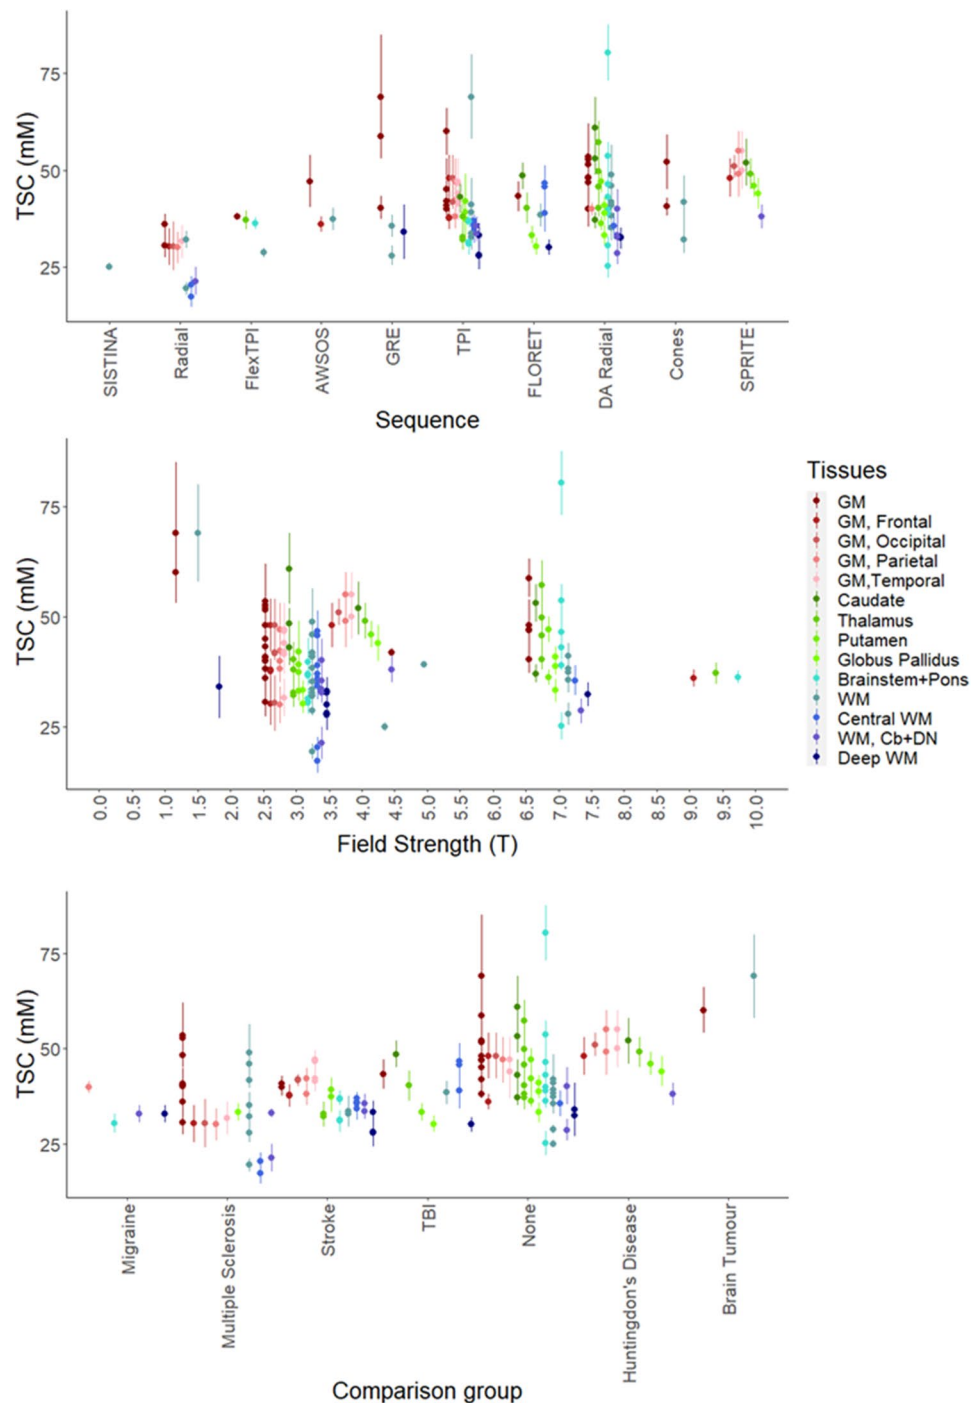 75
50
25
TSC (mM)
SISTINA
Radial
FlexTPI
AWSOS
GRE
TPI
FLORET
DA Radial
Cones
SPRITE
Sequence
75
50
25
TSC (mM)
0.0
0.5
1.0
1.5
2.0
2.5
3.0
3.5
4.0
4.5
5.0
5.5
6.0
6.5
7.0
7.5
8.0
8.5
9.0
9.5
10.0
Field Strength (T)
Tissues
GM
GM, Frontal
GM, Occipital
GM, Parietal
GM,Temporal
Caudate
Thalamus
Putamen
Globus Pallidus
Brainstem+Pons
WM
Central WM
WM, Cb+DN
Deep WM
75
50
25
TSC (mM)
Migraine
Multiple Sclerosis
Stroke
TBI
None
Huntingdon's Disease
Brain Tumour
Comparison group